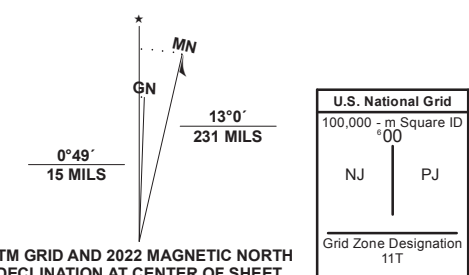 ★
MN
GN
13°0´
231 MILS
0°49´
15 MILS
TM GRID AND 2022 MAGNETIC NORTH
DECLINATION AT CENTER OF SHEET
U.S. National Grid
100,000 - m Square ID
⁶00
NJ PJ
Grid Zone Designation
11T